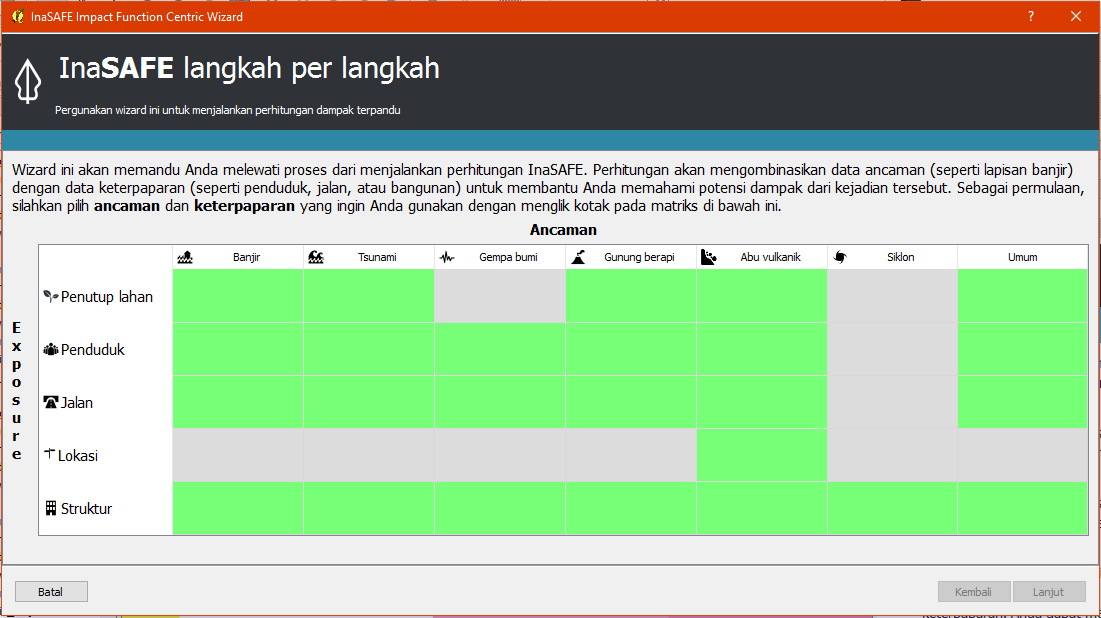 InaSAFE Impact Function Centric Wizard
?
InaSAFE langkah per langkah
Pergunakan wizard ini untuk menjalankan perhitungan dampak terpandu
Wizard ini akan memandu Anda melewati proses dari menjalankan perhitungan InaSAFE. Perhitungan akan mengombinasikan data ancaman (seperti lapisan banjir)
dengan data keterpaparan (seperti penduduk, jalan, atau bangunan) untuk membantu Anda memahami potensi dampak dari kejadian tersebut. Sebagai permulaan,
silahkan pilih ancaman dan keterpaparan yang ingin Anda gunakan dengan menglik kotak pada matriks di bawah ini.
Ancaman
Banjir Tsunami Gempa bumi Gunung berapi Abu vulkanik Siklon Umum
Exposure
Penutup lahan
Penduduk
Jalan
Lokasi
Struktur
Batal Kembali Lanjut